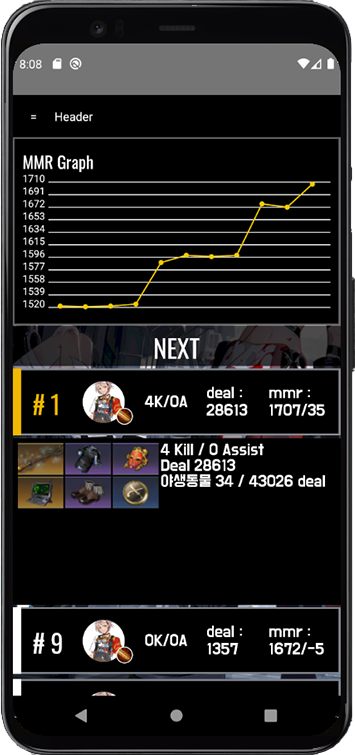 8:08
= Header
MMR Graph
1710
1691
1672
1653
1634
1615
1596
1577
1558
1539
1520
NEXT
#1 4K/0A deal : 28613 mmr : 1707/35
4 Kill / 0 Assist
Deal 28613
야생동물 34 / 43026 deal
#9 0K/0A deal : 1357 mmr : 1672/-5